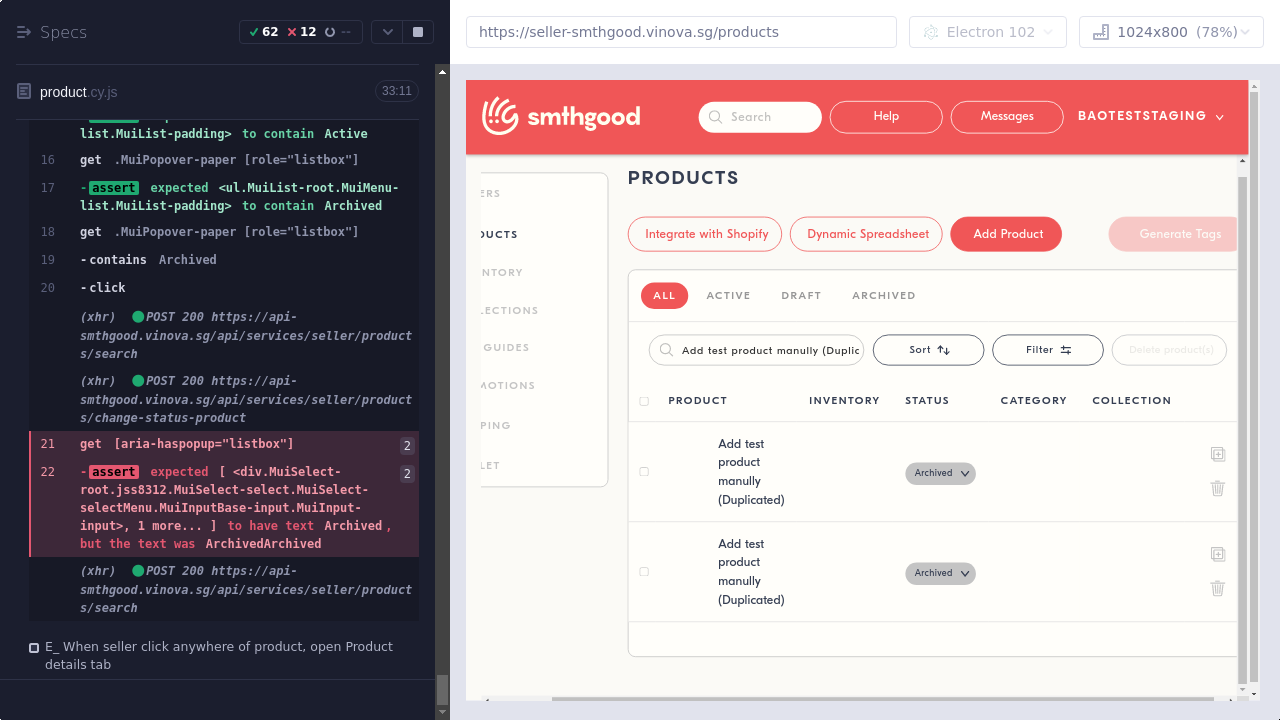 Specs
62 12 --
product.cy.js
33:11
list.MuiList-padding> to contain Active
16 get .MuiPopover-paper [role="listbox"]
17 -assert expected <ul.MuiList-root.MuiMenu-
list.MuiList-padding> to contain Archived
18 get .MuiPopover-paper [role="listbox"]
19 -contains Archived
20 -click
(xhr) POST 200 https://api-
smthgood.vinova.sg/api/services/seller/product
s/search
(xhr) POST 200 https://api-
smthgood.vinova.sg/api/services/seller/product
s/change-status-product
21 get [aria-haspopup="listbox"] 2
22 -assert expected [ <div.MuiSelect- 2
root.jss8312.MuiSelect-select.MuiSelect-
selectMenu.MuiInputBase-input.MuiInput-
input>, 1 more... ] to have text Archived,
but the text was ArchivedArchived
(xhr) POST 200 https://api-
smthgood.vinova.sg/api/services/seller/product
s/search
E_ When seller click anywhere of product, open Product
details tab
https://seller-smthgood.vinova.sg/products
Electron 102
1024x800 (78%)
smthgood
Search
Help
Messages
BAOTESTSTAGING
ERS
DUCTS
NTORY
LECTIONS
GUIDES
MOTIONS
PING
LET
PRODUCTS
Integrate with Shopify
Dynamic Spreadsheet
Add Product
Generate Tags
ALL ACTIVE DRAFT ARCHIVED
Add test product manully (Duplic
Sort
Filter
Delete product(s)
PRODUCT INVENTORY STATUS CATEGORY COLLECTION
Add test
product
manully
(Duplicated)
Archived
Add test
product
manully
(Duplicated)
Archived